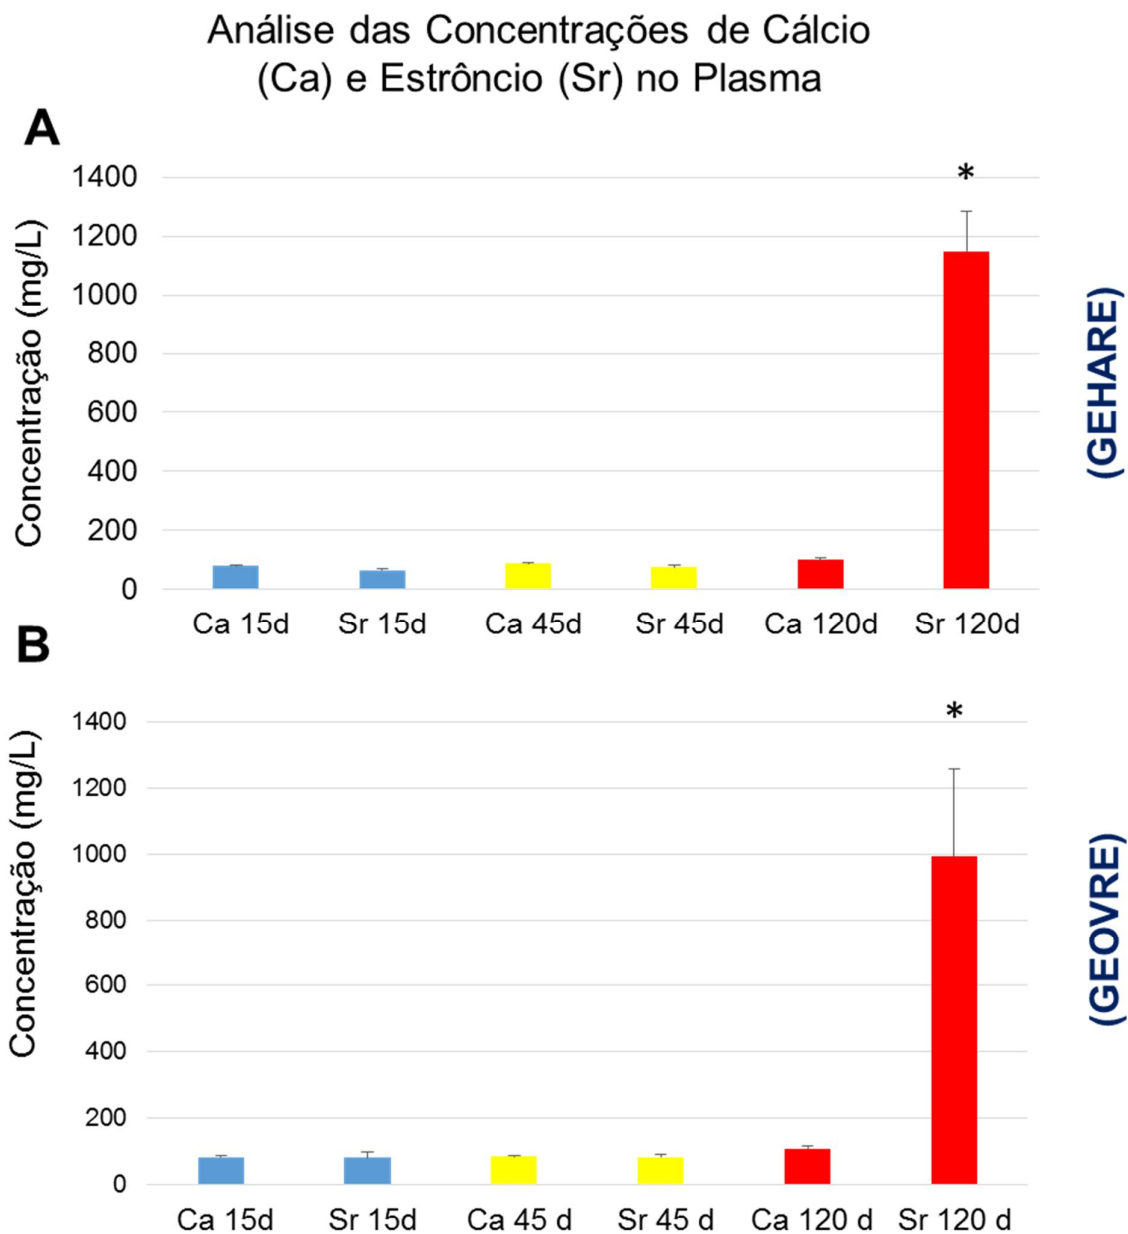 Análise das Concentrações de Cálcio
(Ca) e Estrôncio (Sr) no Plasma
A
Concentração (mg/L)
1400
1200
1000
800
600
400
200
0
*
Ca 15d Sr 15d Ca 45d Sr 45d Ca 120d Sr 120d
(GEHARE)
B
Concentração (mg/L)
1400
1200
1000
800
600
400
200
0
*
Ca 15d Sr 15d Ca 45 d Sr 45 d Ca 120 d Sr 120 d
(GEOVRE)